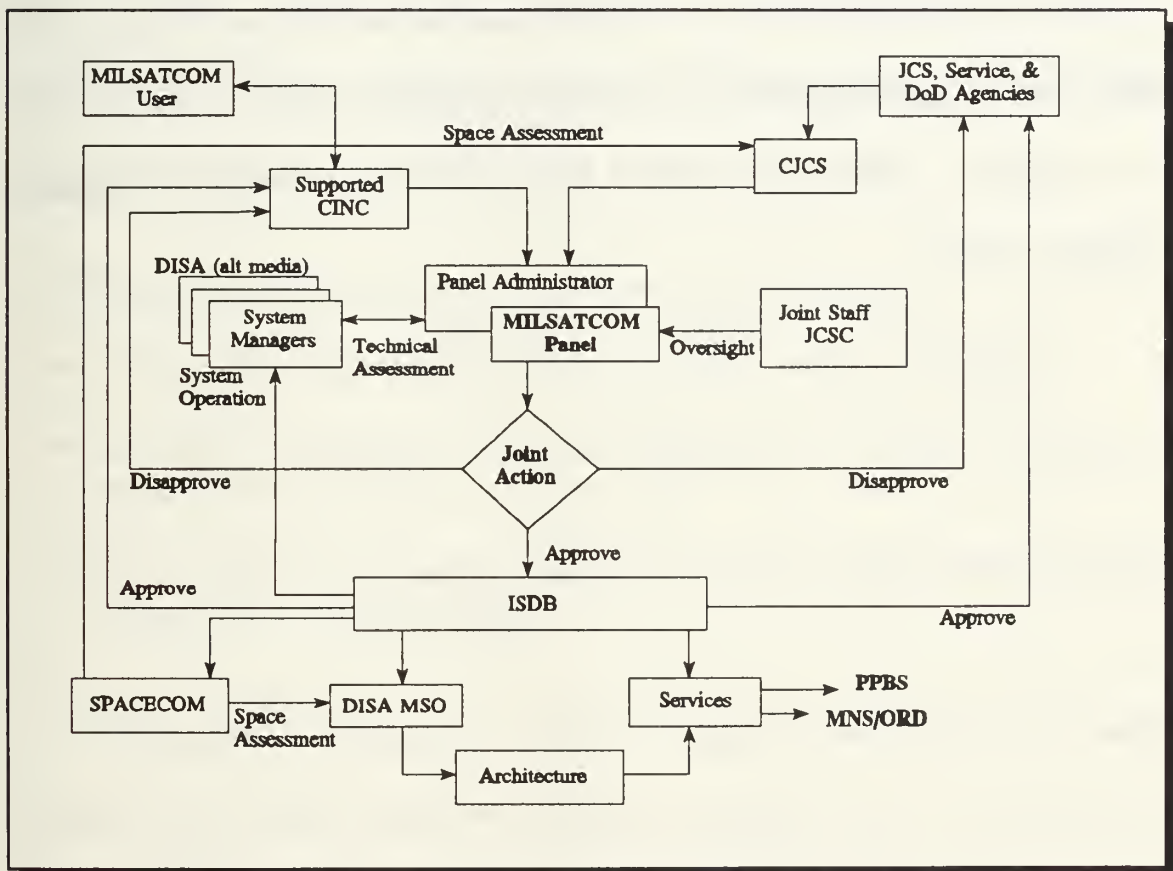 MILSATCOM
User
JCS, Service, &
DoD Agencies
Space Assessment
CJCS
Supported
CINC
DISA (alt media)
Panel Administrator
System
Managers
MILSATCOM
Panel
Joint Staff
JCSC
Technical
Assessment
Oversight
System
Operation
Joint
Action
Disapprove
Disapprove
Approve
Approve
ISDB
Approve
SPACECOM
Space
Assessment
DISA MSO
Services
PPBS
MNS/ORD
Architecture